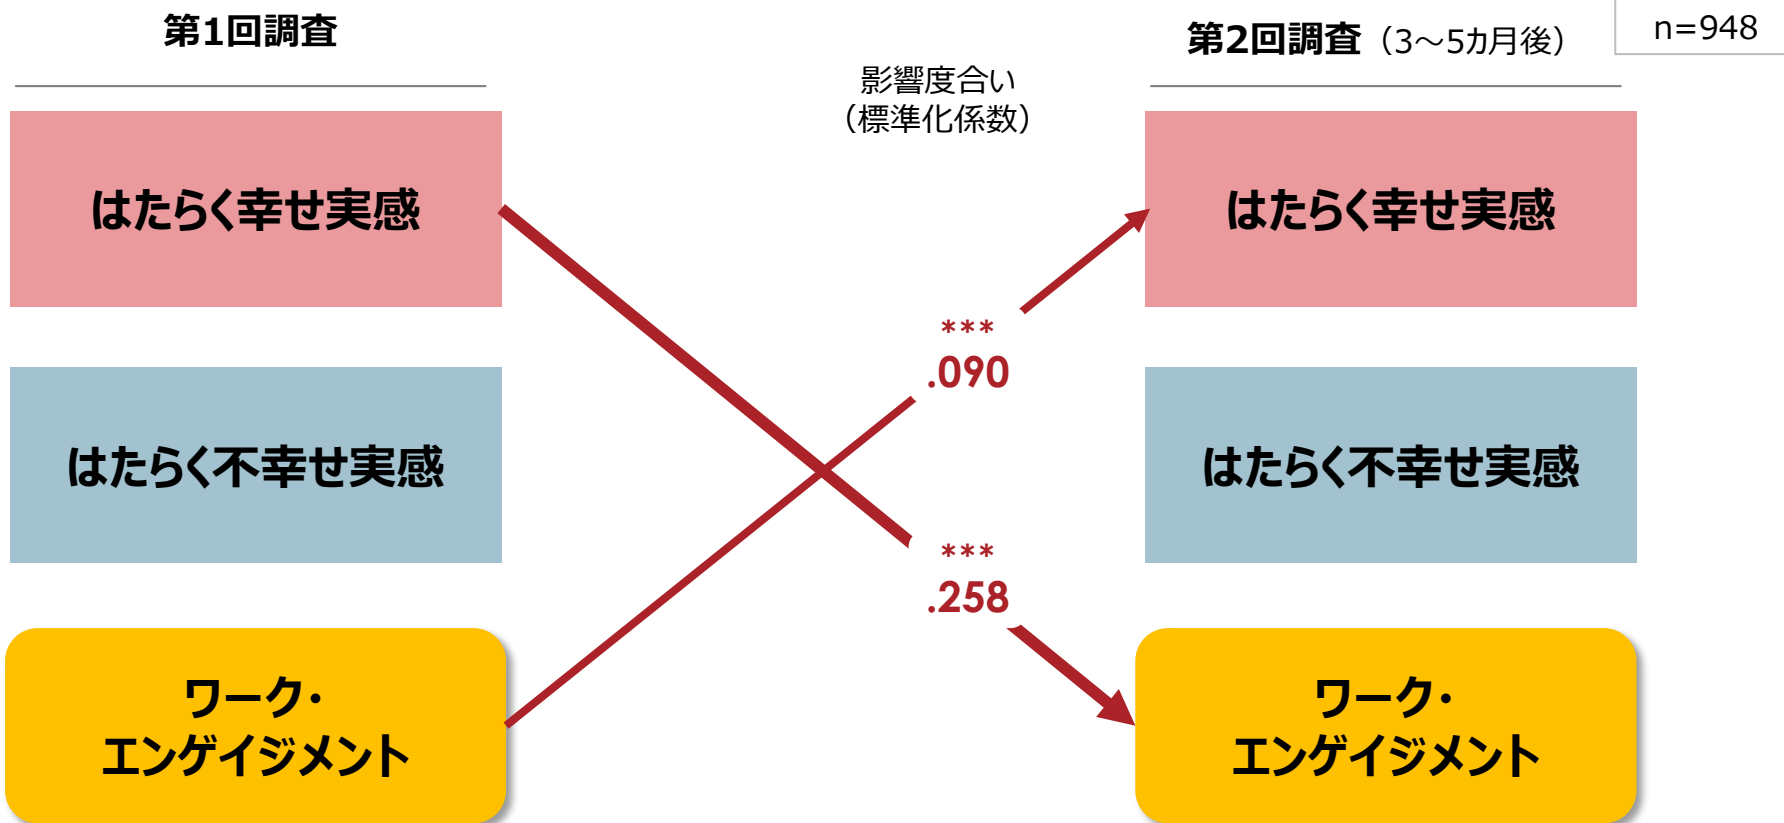 第1回調査
第2回調査（3～5カ月後）
n=948
影響度合い
（標準化係数）
はたらく幸せ実感
はたらく幸せ実感
***
.090
はたらく不幸せ実感
はたらく不幸せ実感
***
.258
ワーク・
エンゲイジメント
ワーク・
エンゲイジメント